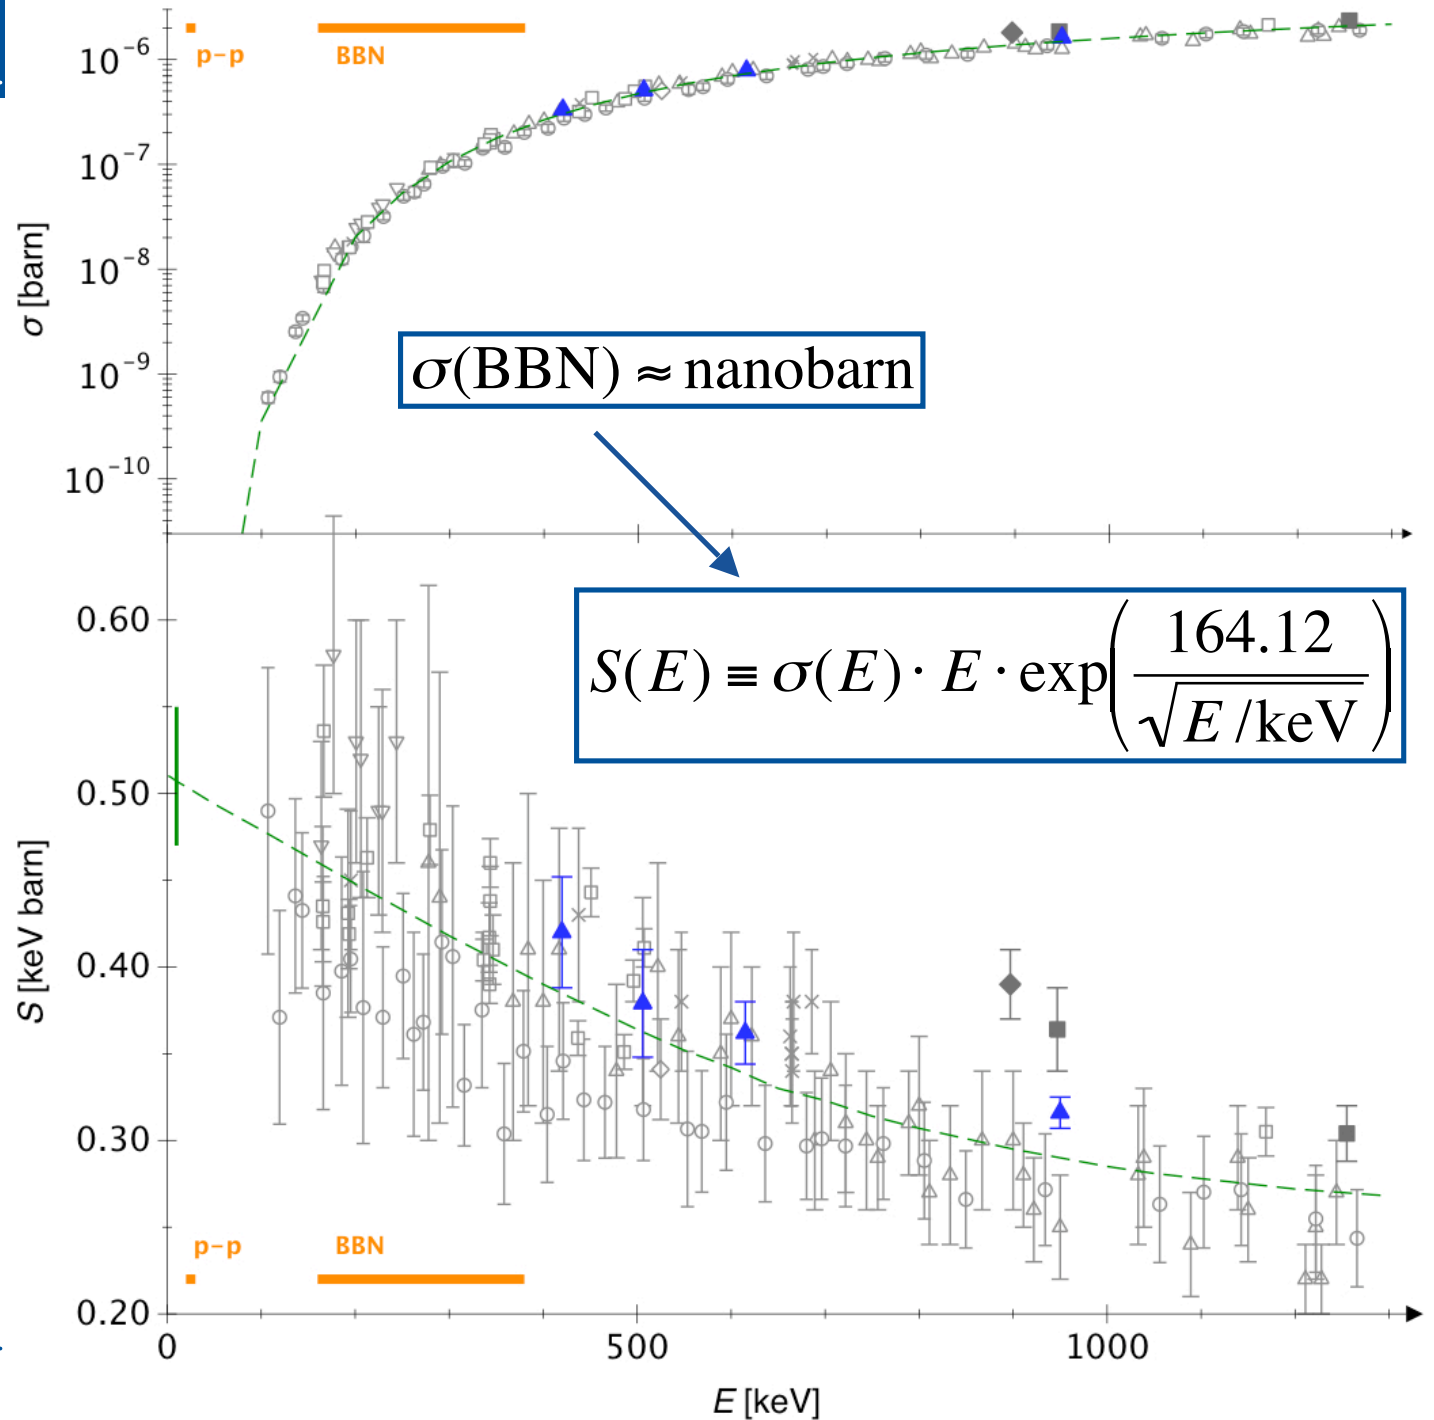 p-p BBN
10⁻⁶
10⁻⁷
10⁻⁸
10⁻⁹
10⁻¹⁰
σ [barn]
σ(BBN) ≈ nanobarn
S(E) ≡ σ(E) · E · exp(164.12 / √E/keV)
0.60
0.50
0.40
0.30
0.20
S [keV barn]
p-p BBN
0 500 1000
E [keV]